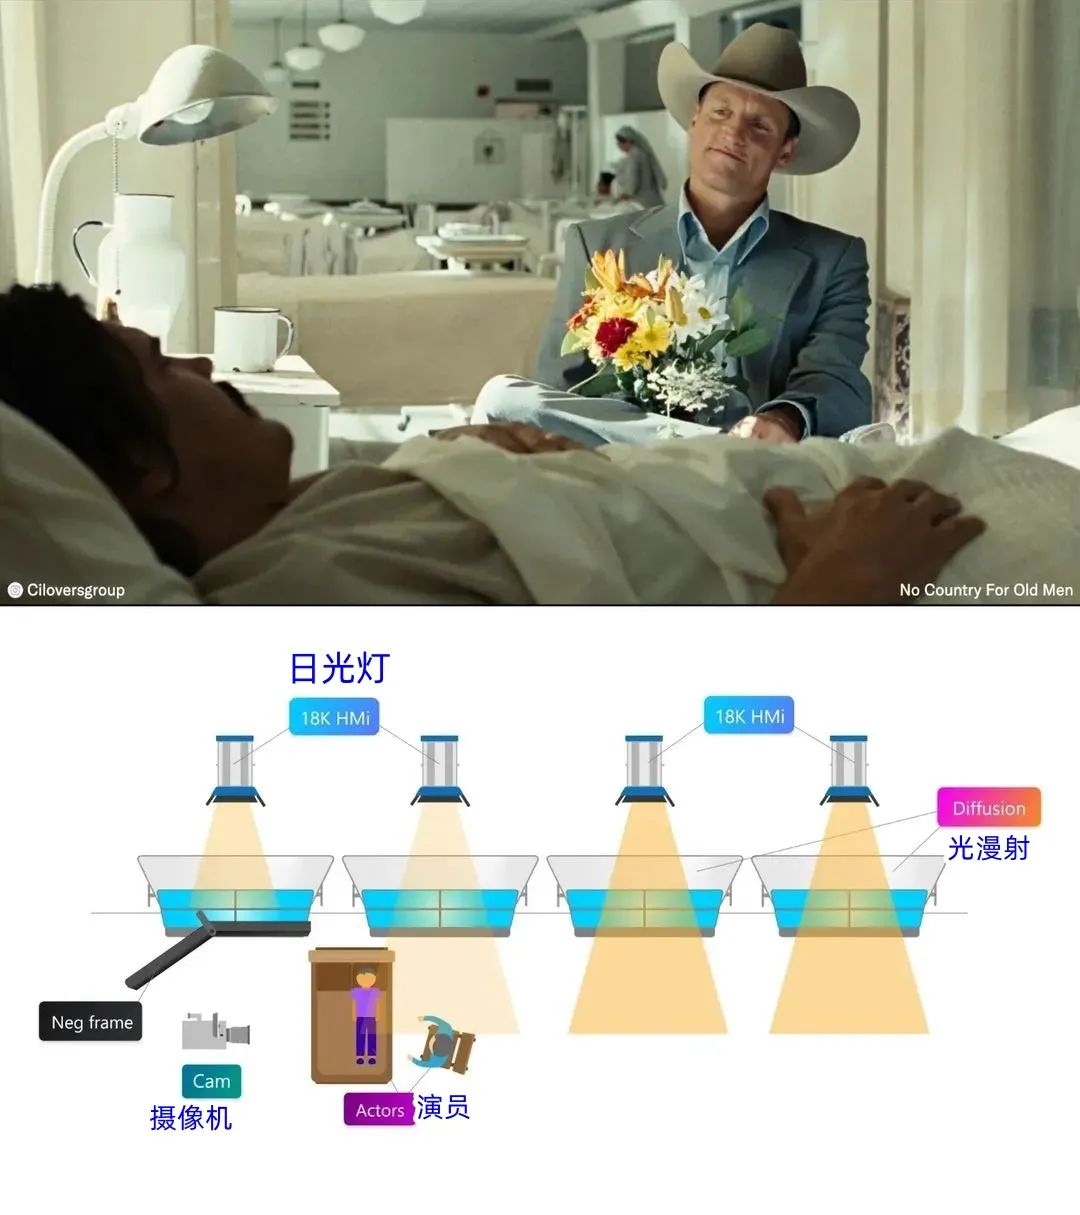 Ciloversgroup
No Country For Old Men
日光灯
18K HMi
18K HMi
Diffusion
光漫射
Neg frame
Cam
摄像机
Actors
演员